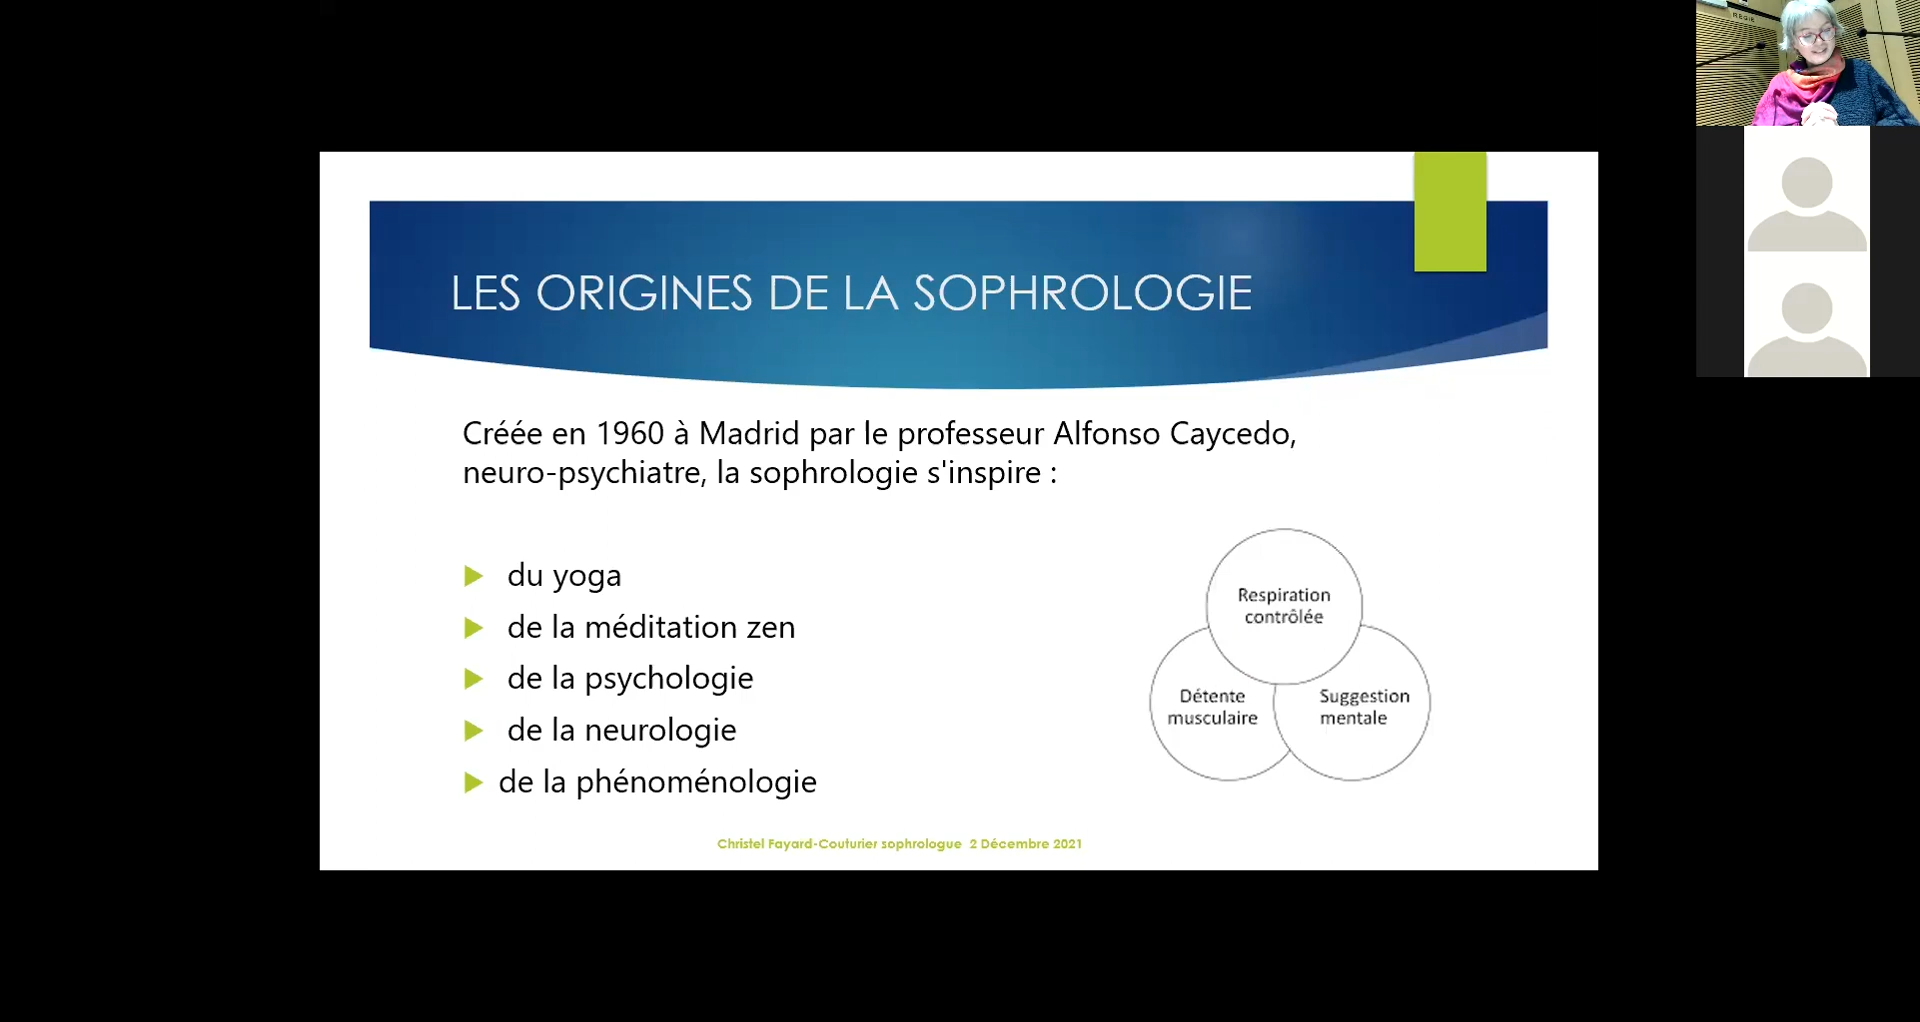 REGIE
LES ORIGINES DE LA SOPHROLOGIE
Créée en 1960 à Madrid par le professeur Alfonso Caycedo,
neuro-psychiatre, la sophrologie s'inspire :
du yoga
de la méditation zen
de la psychologie
de la neurologie
de la phénoménologie
Respiration
contrôlée
Détente
musculaire
Suggestion
mentale
Christel Fayard-Couturier sophrologue 2 Décembre 2021